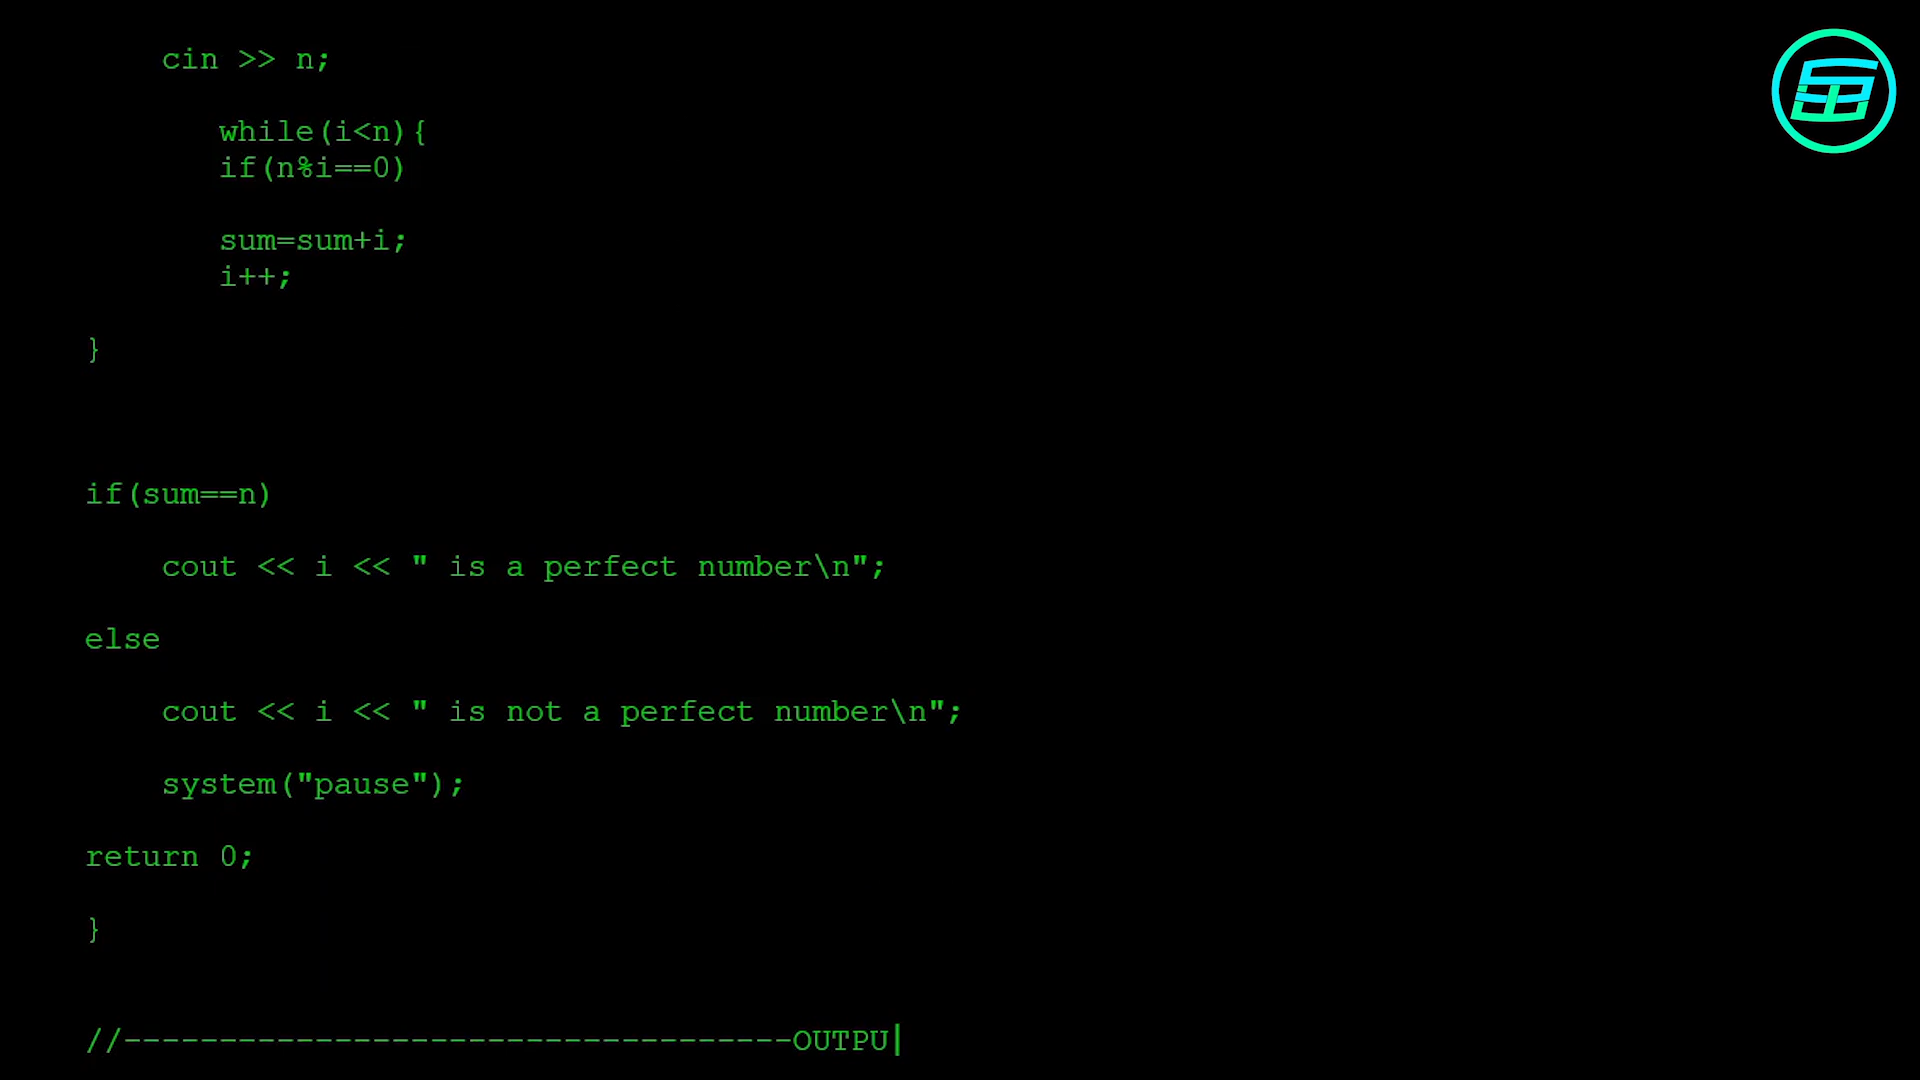 cin >> n;
while(i<n){
if(n%i==0)
sum=sum+i;
i++;
}
if(sum==n)
cout << i << " is a perfect number\n";
else
cout << i << " is not a perfect number\n";
system("pause");
return 0;
}
//-----------------------------------OUTPU